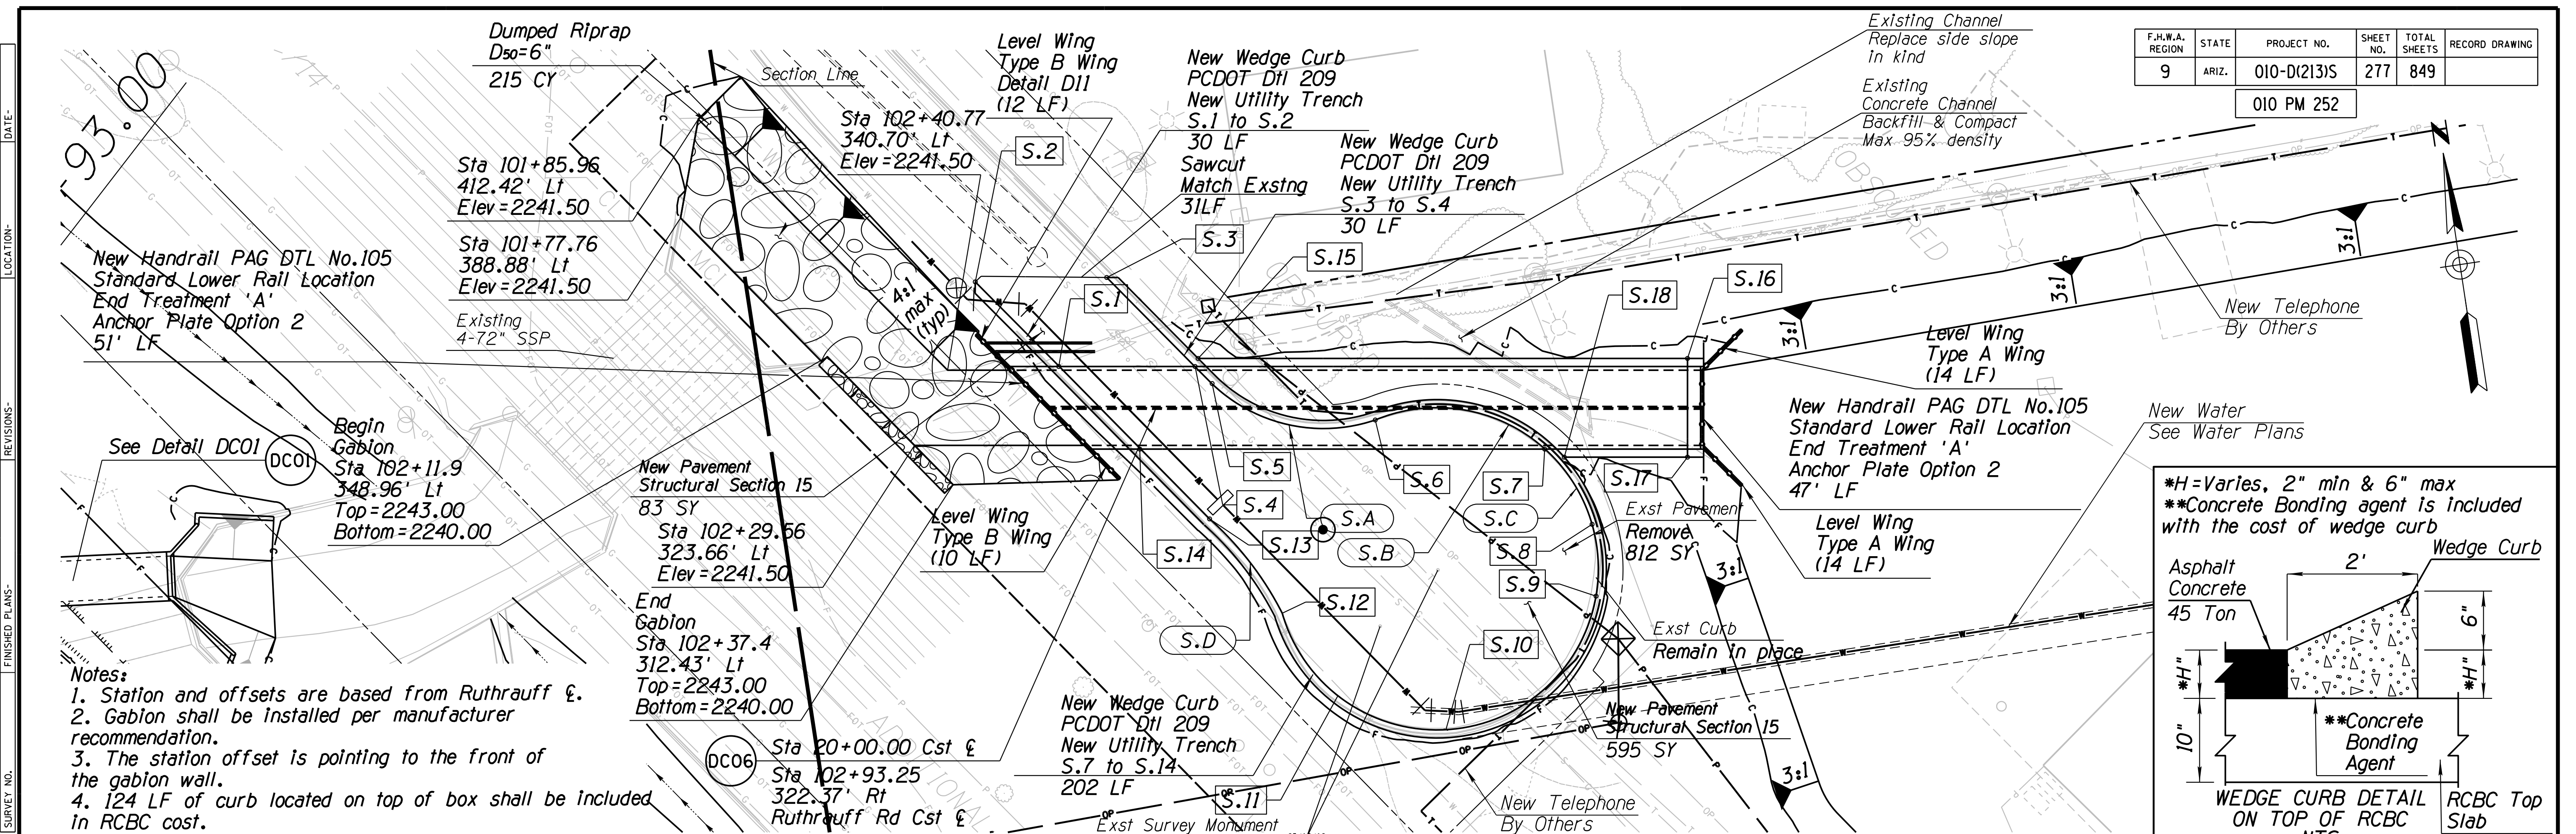 Dumped Riprap
D50=6"
215 CY
Section Line
Level Wing
Type B Wing
Detail D11
(12 LF)
Sta 102+40.77
340.70' Lt
Elev=2241.50
New Wedge Curb
PCDOT Dtl 209
New Utility Trench
S.1 to S.2
30 LF
Sawcut
Match Exstng
31LF
New Wedge Curb
PCDOT Dtl 209
New Utility Trench
S.3 to S.4
30 LF
Existing Channel
Replace side slope
in kind
Existing
Concrete Channel
Backfill & Compact
Max 95% density
F.H.W.A. REGION
STATE
PROJECT NO.
SHEET NO.
TOTAL SHEETS
RECORD DRAWING
9
ARIZ.
010-D(213)S
277
849
010 PM 252
DATE-
LOCATION-
REVISIONS-
FINISHED PLANS-
SURVEY NO.
-93.00
Sta 101+85.96
412.42' Lt
Elev=2241.50
Sta 101+77.76
388.88' Lt
Elev=2241.50
Existing
4-72" SSP
New Handrail PAG DTL No.105
Standard Lower Rail Location
End Treatment 'A'
Anchor Plate Option 2
51' LF
4:1
max
(typ)
S.2
S.3
S.1
S.15
S.18
S.16
OBSCURED
OBSCURED
3:1
3:1
3:1
New Telephone
By Others
Level Wing
Type A Wing
(14 LF)
New Handrail PAG DTL No.105
Standard Lower Rail Location
End Treatment 'A'
Anchor Plate Option 2
47' LF
Level Wing
Type A Wing
(14 LF)
New Water
See Water Plans
See Detail DC01
DC01
Begin
Gabion
Sta 102+11.9
348.96' Lt
Top=2243.00
Bottom=2240.00
New Pavement
Structural Section 15
83 SY
Sta 102+29.56
323.66' Lt
Elev=2241.50
End
Gabion
Sta 102+37.4
312.43' Lt
Top=2243.00
Bottom=2240.00
Level Wing
Type B Wing
(10 LF)
S.5
S.6
S.7
S.17
S.4
S.A
S.C
S.13
S.B
S.8
S.14
S.9
S.12
S.D
S.10
S.11
Exst Pavement
Remove
812 SY
3:1
Exst Curb
Remain in place
New Pavement
Structural Section 15
595 SY
3:1
ADDITIONAL
DC06
Sta 20+00.00 Cst ℄
Sta 102+93.25
322.37' Rt
Ruthrauff Rd Cst ℄
New Wedge Curb
PCDOT Dtl 209
New Utility Trench
S.7 to S.14
202 LF
Exst Survey Monument
New Telephone
By Others
Notes:
1. Station and offsets are based from Ruthrauff ℄.
2. Gabion shall be installed per manufacturer
recommendation.
3. The station offset is pointing to the front of
the gabion wall.
4. 124 LF of curb located on top of box shall be included
in RCBC cost.
*H=Varies, 2" min & 6" max
**Concrete Bonding agent is included
with the cost of wedge curb
Wedge Curb
Asphalt
Concrete
45 Ton
2'
6"
*H"
*H"
10"
**Concrete
Bonding
Agent
RCBC Top
Slab
WEDGE CURB DETAIL
ON TOP OF RCBC
NTS